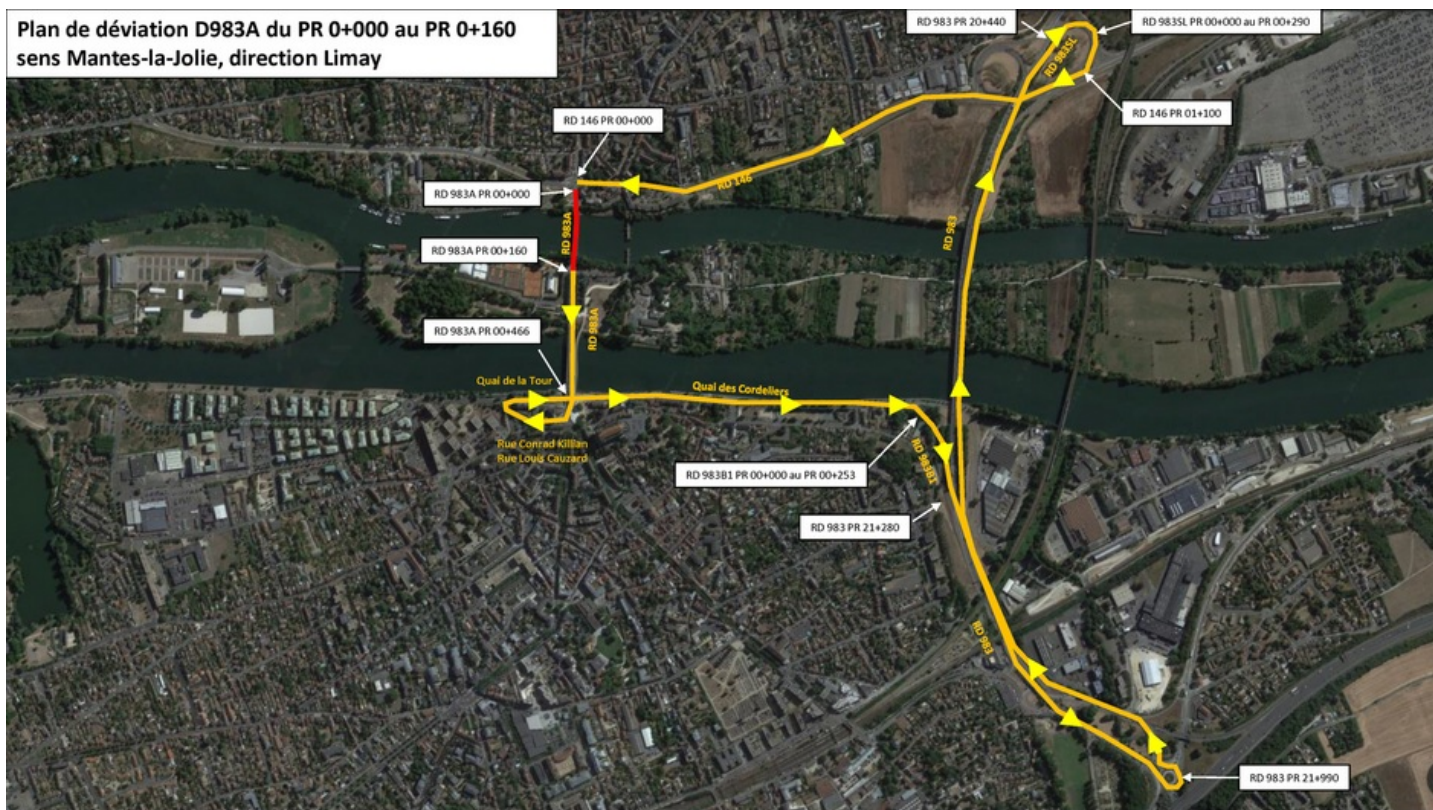 Plan de déviation D983A du PR 0+000 au PR 0+160
sens Mantes-la-Jolie, direction Limay
RD 983 PR 20+440
RD 983SL PR 00+000 au PR 00+290
RD 983SL
RD 146 PR 01+100
RD 146 PR 00+000
RD 146
RD 983A PR 00+000
RD 983A
RD 983
RD 983A PR 00+160
RD 983A PR 00+466
RD 983A
Quai de la Tour
Quai des Cordeliers
Rue Conrad Killian
Rue Louis Cauzard
RD 983B1 PR 00+000 au PR 00+253
RD 983B1
RD 983 PR 21+280
RD 983
RD 983 PR 21+990